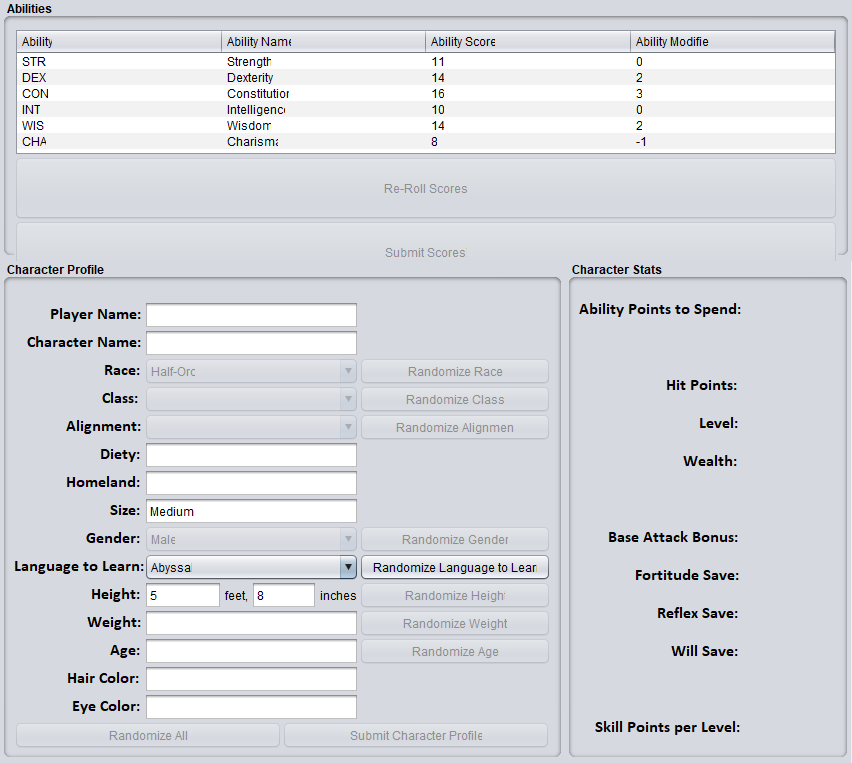 Abilities
Ability Ability Name Ability Score Ability Modifie
STR Strength 11 0
DEX Dexterity 14 2
CON Constitution 16 3
INT Intelligence 10 0
WIS Wisdom 14 2
CHA Charisma 8 -1
Re-Roll Scores
Submit Scores
Character Profile
Player Name:
Character Name:
Race: Half-Orc Randomize Race
Class: Randomize Class
Alignment: Randomize Alignmen
Diety:
Homeland:
Size: Medium
Gender: Male Randomize Gender
Language to Learn: Abyssal Randomize Language to Learn
Height: 5 feet, 8 inches Randomize Height
Weight: Randomize Weight
Age: Randomize Age
Hair Color:
Eye Color:
Randomize All Submit Character Profile
Character Stats
Ability Points to Spend:
Hit Points:
Level:
Wealth:
Base Attack Bonus:
Fortitude Save:
Reflex Save:
Will Save:
Skill Points per Level: